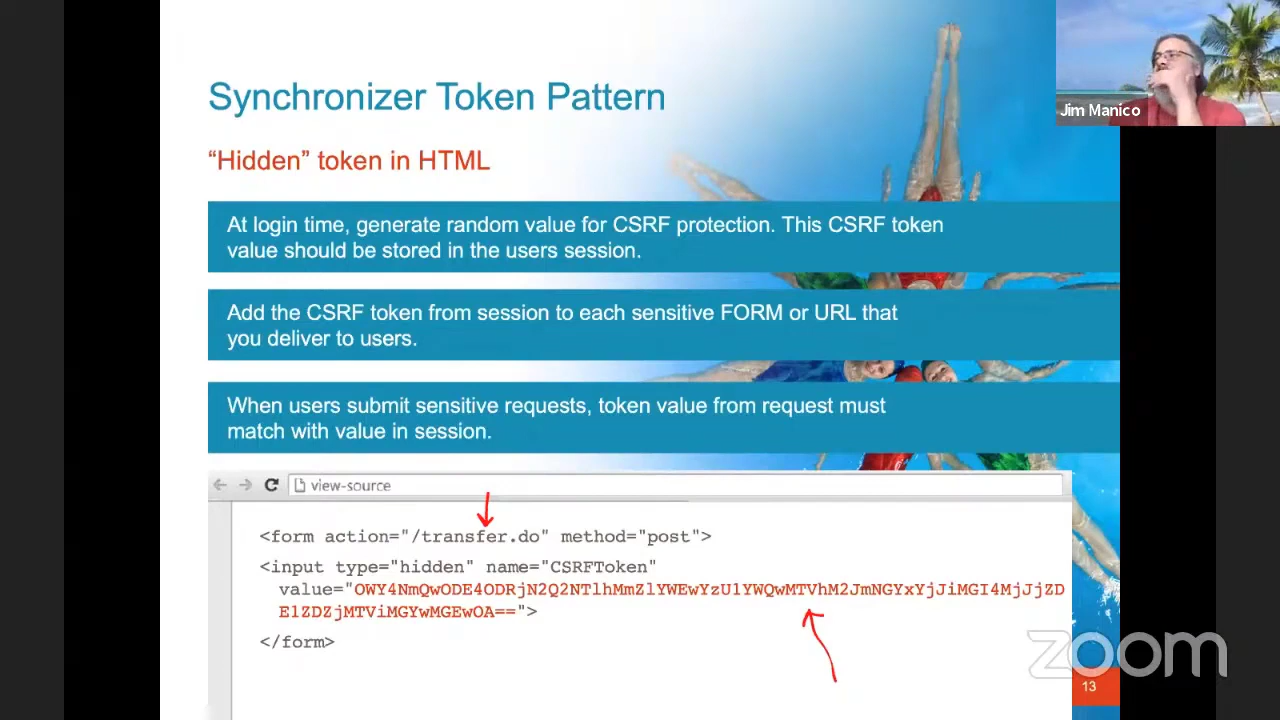 Synchronizer Token Pattern
Jim Manico
“Hidden” token in HTML
At login time, generate random value for CSRF protection. This CSRF token
value should be stored in the users session.
Add the CSRF token from session to each sensitive FORM or URL that
you deliver to users.
When users submit sensitive requests, token value from request must
match with value in session.
view-source
<form action="/transfer.do" method="post">
<input type="hidden" name="CSRFToken"
value="OWY4NmQwODE4ODRjN2Q2NTlhMmZlYWEwYzU1YWQwMTVhM2JmNGYxYjJiMGI4MjJjZD
E1ZDZjMTViMGYwMGEwOA==">
</form>
zoom
13